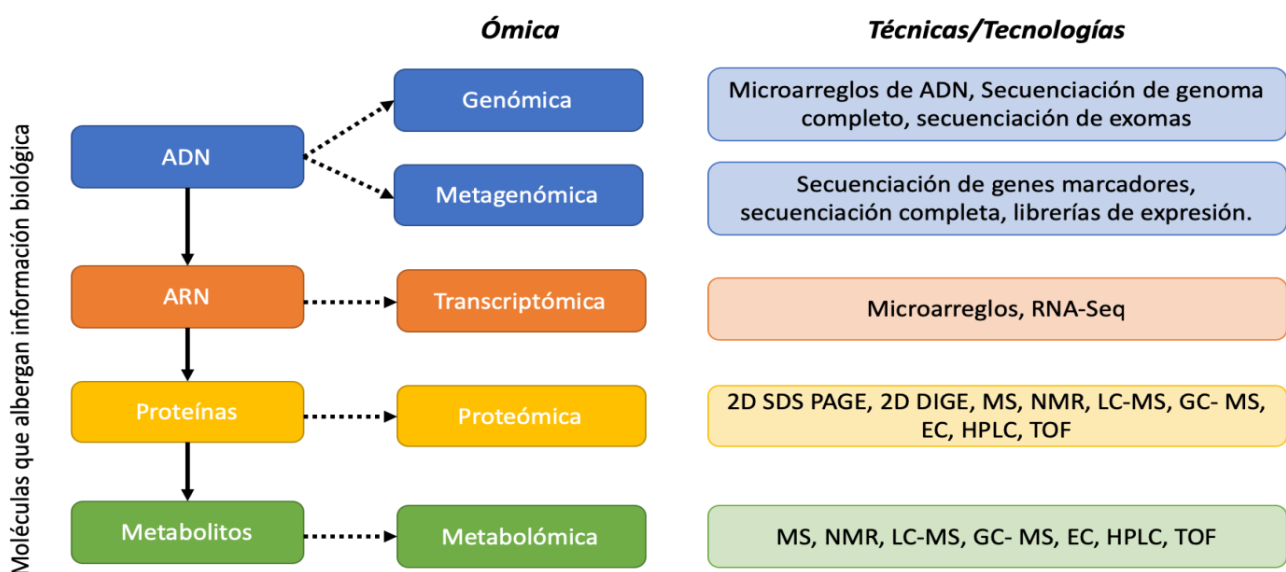 Ómica
Técnicas/Tecnologías
Moléculas que albergan información biológica
ADN
Genómica
Microarreglos de ADN, Secuenciación de genoma
completo, secuenciación de exomas
Metagenómica
Secuenciación de genes marcadores,
secuenciación completa, librerías de expresión.
ARN
Transcriptómica
Microarreglos, RNA-Seq
Proteínas
Proteómica
2D SDS PAGE, 2D DIGE, MS, NMR, LC-MS, GC- MS,
EC, HPLC, TOF
Metabolitos
Metabolómica
MS, NMR, LC-MS, GC- MS, EC, HPLC, TOF